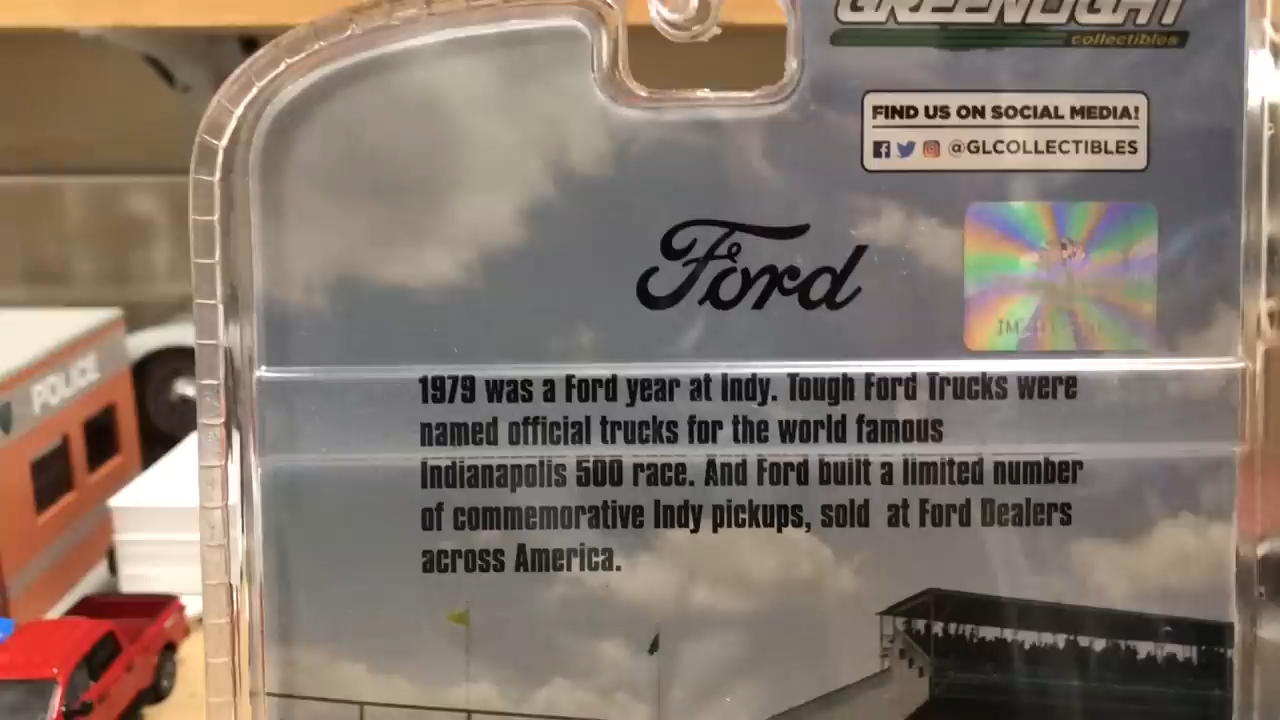 GREENLIGHT
collectibles
FIND US ON SOCIAL MEDIA!
@GLCOLLECTIBLES
Ford
1979 was a Ford year at Indy. Tough Ford Trucks were
named official trucks for the world famous
Indianapolis 500 race. And Ford built a limited number
of commemorative Indy pickups, sold at Ford Dealers
across America.
POLICE